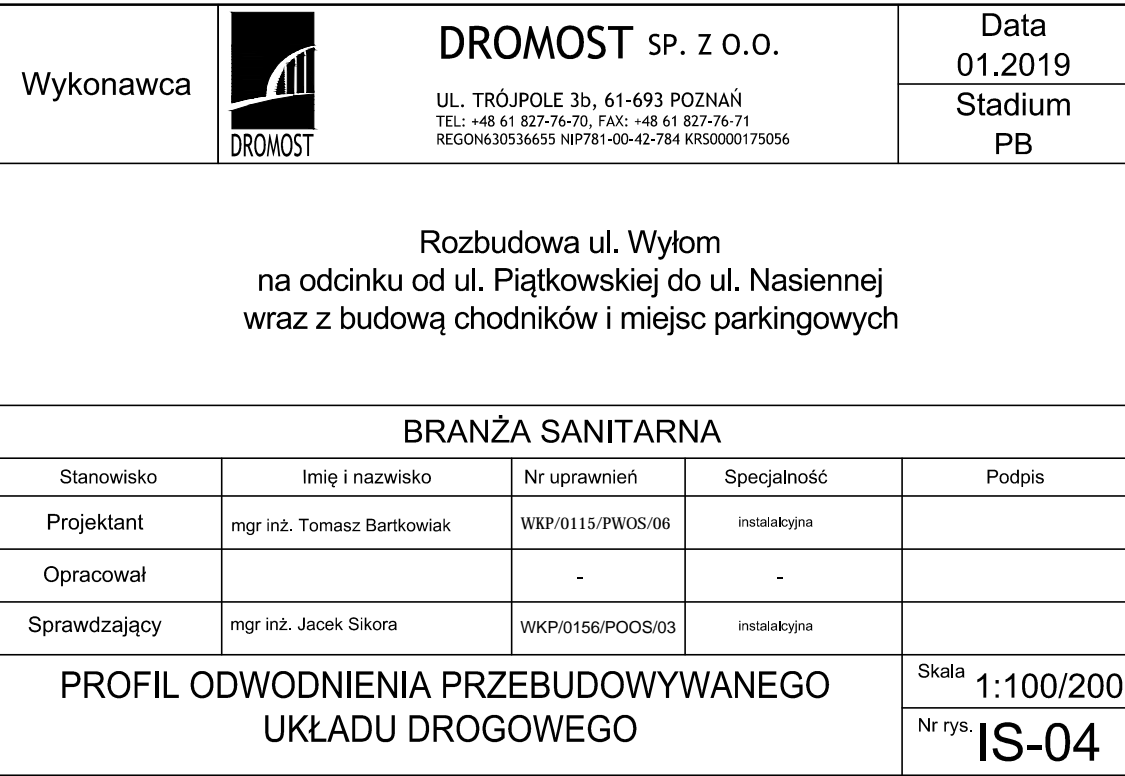 Wykonawca
DROMOST
DROMOST SP. Z O.O.
UL. TRÓJPOLE 3b, 61-693 POZNAŃ
TEL: +48 61 827-76-70, FAX: +48 61 827-76-71
REGON630536655 NIP781-00-42-784 KRS0000175056
Data
01.2019
Stadium
PB
Rozbudowa ul. Wyłom
na odcinku od ul. Piątkowskiej do ul. Nasiennej
wraz z budową chodników i miejsc parkingowych
BRANŻA SANITARNA
Stanowisko Imię i nazwisko Nr uprawnień Specjalność Podpis
Projektant mgr inż. Tomasz Bartkowiak WKP/0115/PWOS/06 instalalcyjna
Opracował - -
Sprawdzający mgr inż. Jacek Sikora WKP/0156/POOS/03 instalalcyjna
PROFIL ODWODNIENIA PRZEBUDOWYWANEGO
UKŁADU DROGOWEGO
Skala 1:100/200
Nr rys. IS-04